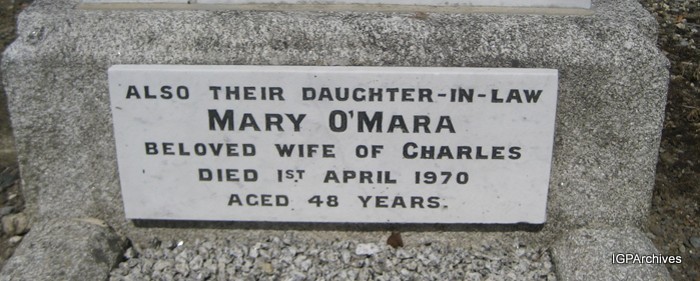 ALSO THEIR DAUGHTER-IN-LAW
MARY O'MARA
BELOVED WIFE OF CHARLES
DIED 1ST APRIL 1970
AGED 48 YEARS.
IGPArchives